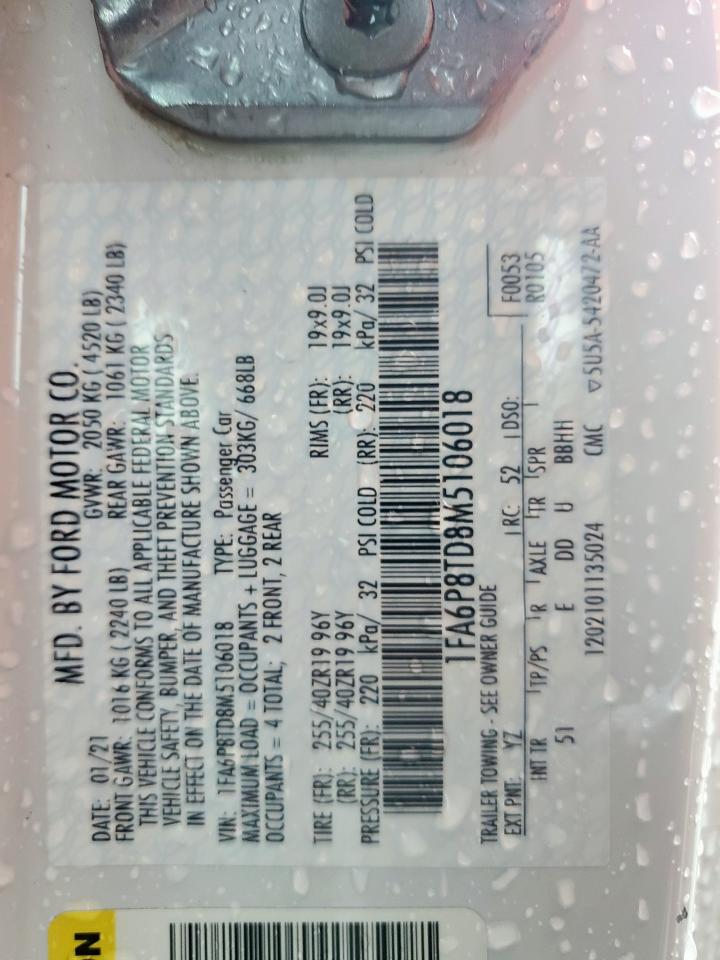 MFD. BY FORD MOTOR CO.
DATE: 01/21 GVWR: 2050 KG ( 4520 LB)
FRONT GAWR: 1016 KG ( 2240 LB) REAR GAWR: 1061 KG ( 2340 LB)
THIS VEHICLE CONFORMS TO ALL APPLICABLE FEDERAL MOTOR
VEHICLE SAFETY, BUMPER, AND THEFT PREVENTION STANDARDS
IN EFFECT ON THE DATE OF MANUFACTURE SHOWN ABOVE.
VIN: 1FA6P8TD8M5106018 TYPE: Passenger Car
MAXIMUM LOAD = OCCUPANTS + LUGGAGE = 303KG/ 668LB
OCCUPANTS = 4 TOTAL; 2 FRONT, 2 REAR
TIRE (FR): 255/40ZR19 96Y RIMS (FR): 19x9.0J
(RR): 255/40ZR19 96Y (RR): 19x9.0J
PRESSURE (FR): 220 kPa/ 32 PSI COLD (RR): 220 kPa/ 32 PSI COLD
1FA6P8TD8M5106018
TRAILER TOWING - SEE OWNER GUIDE
EXT PNT: YZ RC: 52 DSO: F0053
INT TR TP/PS R AXLE TR SPR R0105
51 E DD U BBHH
1202101135024 CMC ▽5U5A-5420472-AA